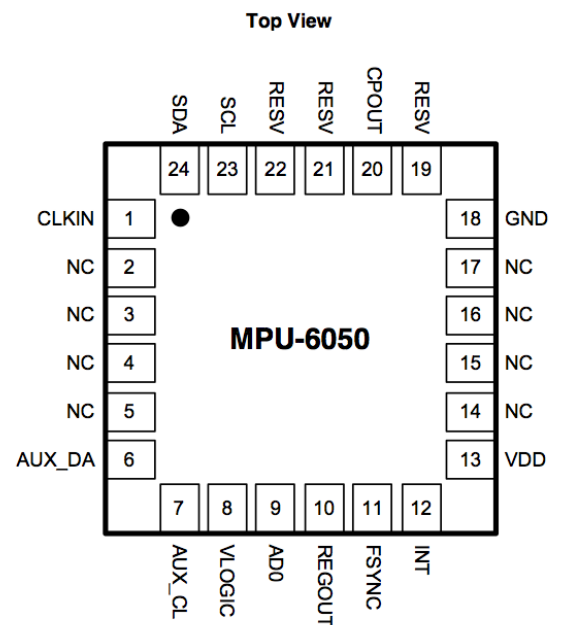 Top View
SDA SCL RESV RESV CPOUT RESV
24 23 22 21 20 19
CLKIN 1 18 GND
NC 2 17 NC
NC 3 16 NC
MPU-6050
NC 4 15 NC
NC 5 14 NC
AUX_DA 6 13 VDD
7 8 9 10 11 12
AUX_CL VLOGIC AD0 REGOUT FSYNC INT